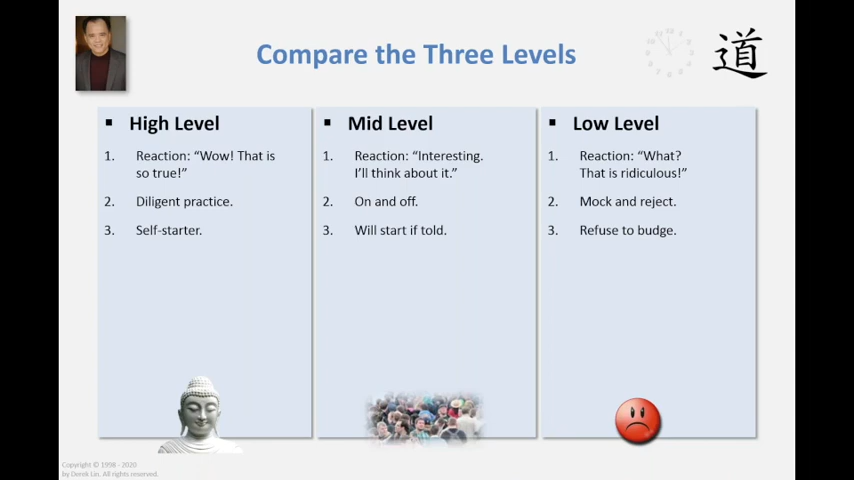 Compare the Three Levels
道
▪ High Level
1. Reaction: “Wow! That is
so true!”
2. Diligent practice.
3. Self-starter.
▪ Mid Level
1. Reaction: “Interesting.
I’ll think about it.”
2. On and off.
3. Will start if told.
▪ Low Level
1. Reaction: “What?
That is ridiculous!”
2. Mock and reject.
3. Refuse to budge.
Copyright © 1998 - 2020
by Derek Lin. All rights reserved.